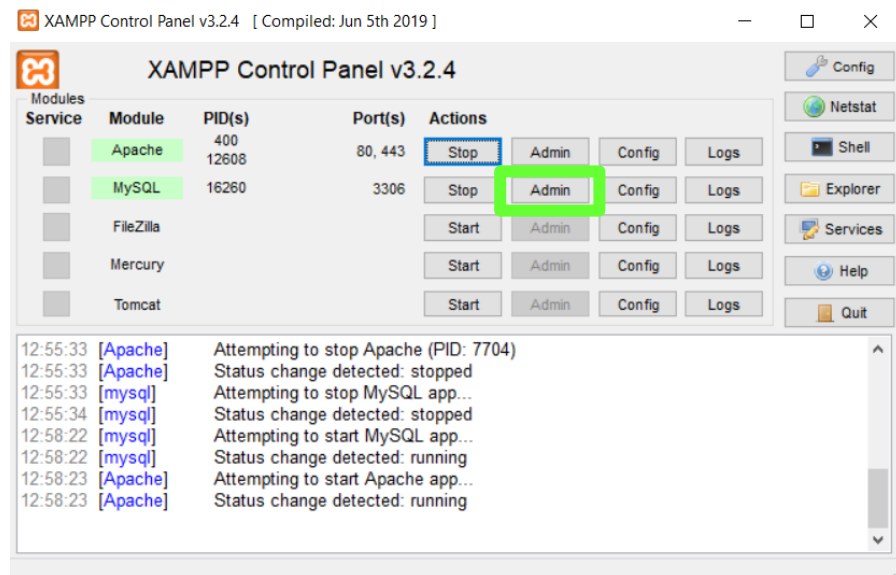 XAMPP Control Panel v3.2.4 [ Compiled: Jun 5th 2019 ]
XAMPP Control Panel v3.2.4
Config
Modules
Service Module PID(s) Port(s) Actions
Netstat
Apache 400 12608 80, 443 Stop Admin Config Logs
Shell
MySQL 16260 3306 Stop Admin Config Logs
Explorer
FileZilla Start Admin Config Logs
Services
Mercury Start Admin Config Logs
Help
Tomcat Start Admin Config Logs
Quit
12:55:33 [Apache] Attempting to stop Apache (PID: 7704)
12:55:33 [Apache] Status change detected: stopped
12:55:33 [mysql] Attempting to stop MySQL app...
12:55:34 [mysql] Status change detected: stopped
12:58:22 [mysql] Attempting to start MySQL app...
12:58:22 [mysql] Status change detected: running
12:58:23 [Apache] Attempting to start Apache app...
12:58:23 [Apache] Status change detected: running